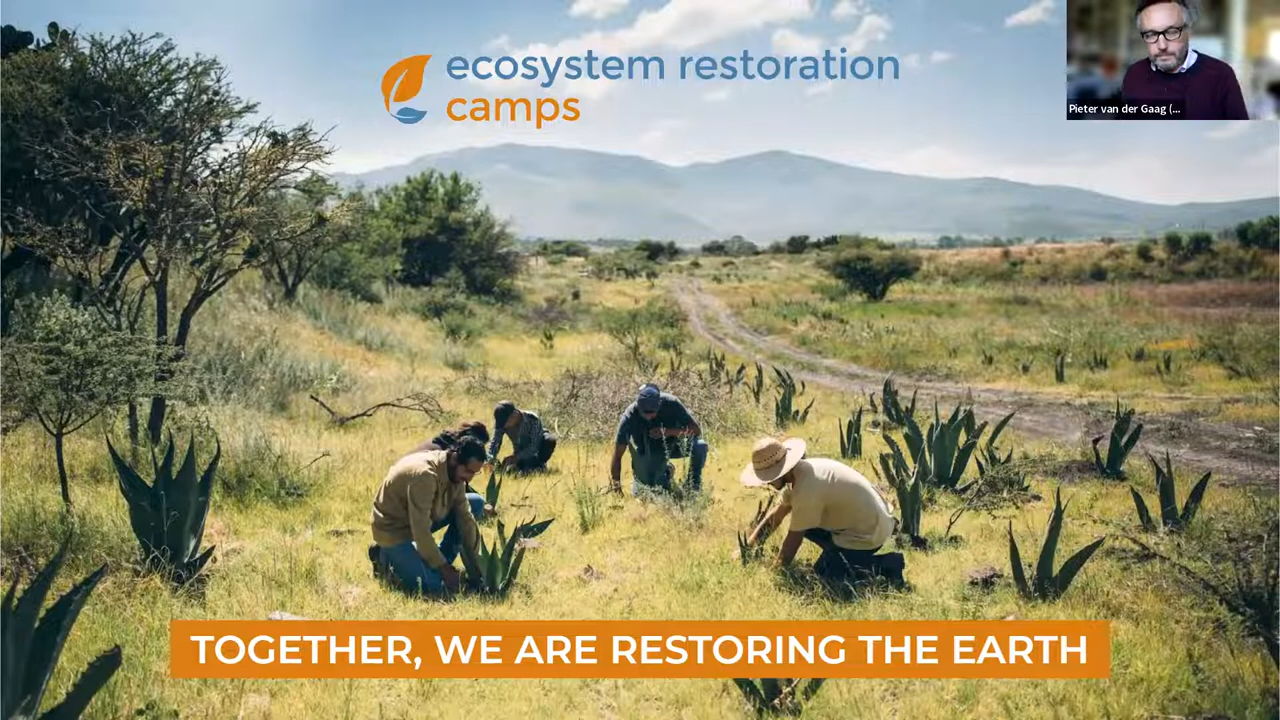 ecosystem restoration
camps
Pieter van der Gaag (...
TOGETHER, WE ARE RESTORING THE EARTH